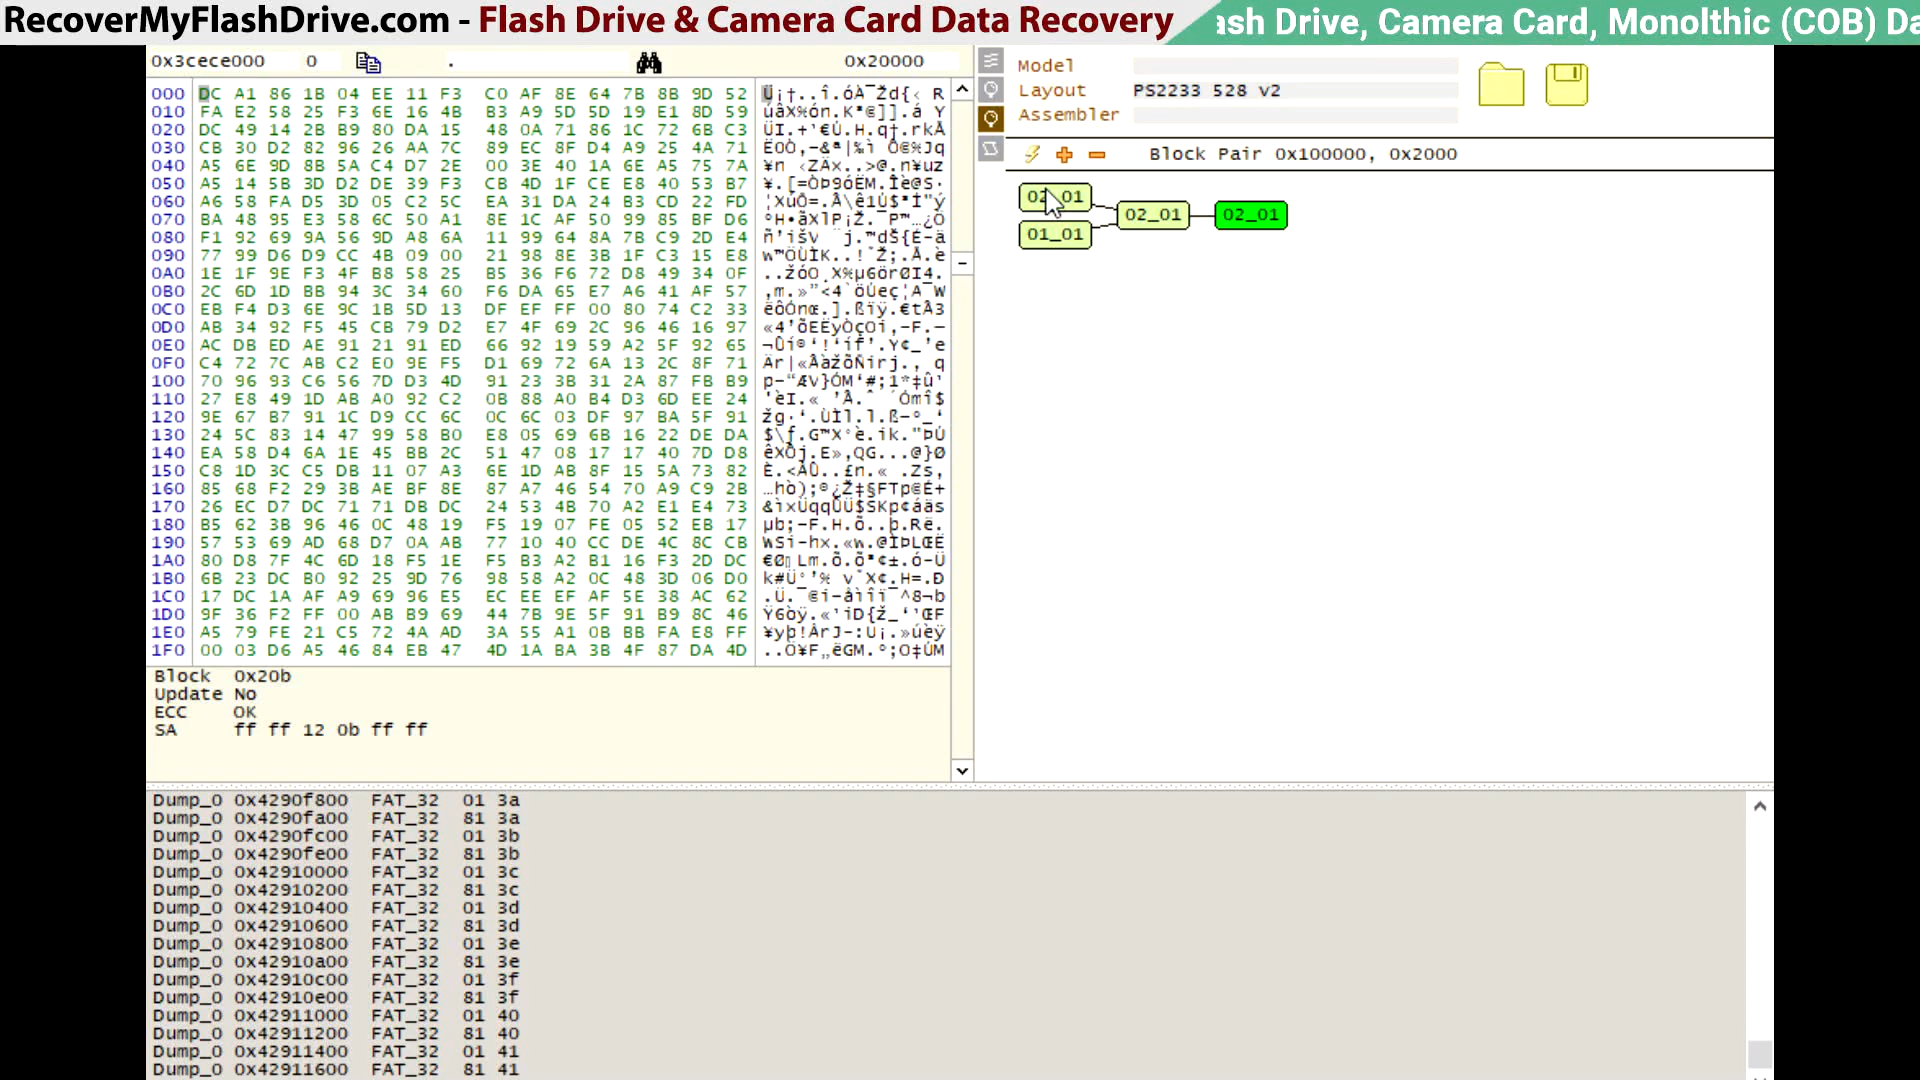 RecoverMyFlashDrive.com - Flash Drive & Camera Card Data Recovery
ash Drive, Camera Card, Monolthic (COB) Da
0x3cece000 0 . 0x20000
000 DC A1 86 1B 04 EE 11 F3 C0 AF 8E 64 7B 8B 9D 52
010 FA E2 58 25 F3 6E 16 4B B3 A9 5D 5D 19 E1 8D 59
020 DC 49 14 2B B9 80 DA 15 48 0A 71 86 1C 72 6B C3
030 CB 30 D2 82 96 26 AA 7C 89 EC 8F D4 A9 25 4A 71
040 A5 6E 9D 8B 5A C4 D7 2E 00 3E 40 1A 6E A5 75 7A
050 A5 14 5B 3D D2 DE 39 F3 CB 4D 1F CE E8 40 53 B7
060 A6 58 FA D5 3D 05 C2 5C EA 31 DA 24 B3 CD 22 FD
070 BA 48 95 E3 58 6C 50 A1 8E 1C AF 50 99 85 BF D6
080 F1 92 69 9A 56 9D A8 6A 11 99 64 8A 7B C9 2D E4
090 77 99 D6 D9 CC 4B 09 00 21 98 8E 3B 1F C3 15 E8
0A0 1E 1F 9E F3 4F B8 58 25 B5 36 F6 72 D8 49 34 0F
0B0 2C 6D 1D BB 94 3C 34 60 F6 DA 65 E7 A6 41 AF 57
0C0 EB F4 D3 6E 9C 1B 5D 13 DF EF FF 00 80 74 C2 33
0D0 AB 34 92 F5 45 CB 79 D2 E7 4F 69 2C 96 46 16 97
0E0 AC DB ED AE 91 21 91 ED 66 92 19 59 A2 5F 92 65
0F0 C4 72 7C AB C2 E0 9E F5 D1 69 72 6A 13 2C 8F 71
100 70 96 93 C6 56 7D D3 4D 91 23 3B 31 2A 87 FB B9
110 27 E8 49 1D AB A0 92 C2 0B 88 A0 B4 D3 6D EE 24
120 9E 67 B7 91 1C D9 CC 6C 0C 6C 03 DF 97 BA 5F 91
130 24 5C 83 14 47 99 58 B0 E8 05 69 6B 16 22 DE DA
140 EA 58 D4 6A 1E 45 BB 2C 51 47 08 17 17 40 7D D8
150 C8 1D 3C C5 DB 11 07 A3 6E 1D AB 8F 15 5A 73 82
160 85 68 F2 29 3B AE BF 8E 87 A7 46 54 70 A9 C9 2B
170 26 EC D7 DC 71 71 DB DC 24 53 4B 70 A2 E1 E4 73
180 B5 62 3B 96 46 0C 48 19 F5 19 07 FE 05 52 EB 17
190 57 53 69 AD 68 D7 0A AB 77 10 40 CC DE 4C 8C CB
1A0 80 D8 7F 4C 6D 18 F5 1E F5 B3 A2 B1 16 F3 2D DC
1B0 6B 23 DC B0 92 25 9D 76 98 58 A2 0C 48 3D 06 D0
1C0 17 DC 1A AF A9 69 96 E5 EC EE EF AF 5E 38 AC 62
1D0 9F 36 F2 FF 00 AB B9 69 44 7B 9E 5F 91 B9 8C 46
1E0 A5 79 FE 21 C5 72 4A AD 3A 55 A1 0B BB FA E8 FF
1F0 00 03 D6 A5 46 84 EB 47 4D 1A BA 3B 4F 87 DA 4D
Block 0x20b
Update No
ECC OK
SA ff ff 12 0b ff ff
Model
Layout PS2233 528 v2
Assembler
Block Pair 0x100000, 0x2000
02_01
01_01
02_01
02_01
Dump_0 0x4290f800 FAT_32 01 3a
Dump_0 0x4290fa00 FAT_32 81 3a
Dump_0 0x4290fc00 FAT_32 01 3b
Dump_0 0x4290fe00 FAT_32 81 3b
Dump_0 0x42910000 FAT_32 01 3c
Dump_0 0x42910200 FAT_32 81 3c
Dump_0 0x42910400 FAT_32 01 3d
Dump_0 0x42910600 FAT_32 81 3d
Dump_0 0x42910800 FAT_32 01 3e
Dump_0 0x42910a00 FAT_32 81 3e
Dump_0 0x42910c00 FAT_32 01 3f
Dump_0 0x42910e00 FAT_32 81 3f
Dump_0 0x42911000 FAT_32 01 40
Dump_0 0x42911200 FAT_32 81 40
Dump_0 0x42911400 FAT_32 01 41
Dump_0 0x42911600 FAT_32 81 41